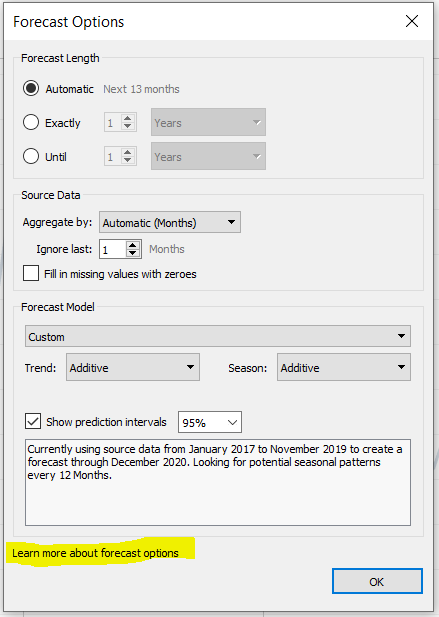 Forecast Options
Forecast Length
Automatic Next 13 months
Exactly 1 Years
Until 1 Years
Source Data
Aggregate by: Automatic (Months)
Ignore last: 1 Months
Fill in missing values with zeroes
Forecast Model
Custom
Trend: Additive Season: Additive
Show prediction intervals 95%
Currently using source data from January 2017 to November 2019 to create a
forecast through December 2020. Looking for potential seasonal patterns
every 12 Months.
Learn more about forecast options
OK